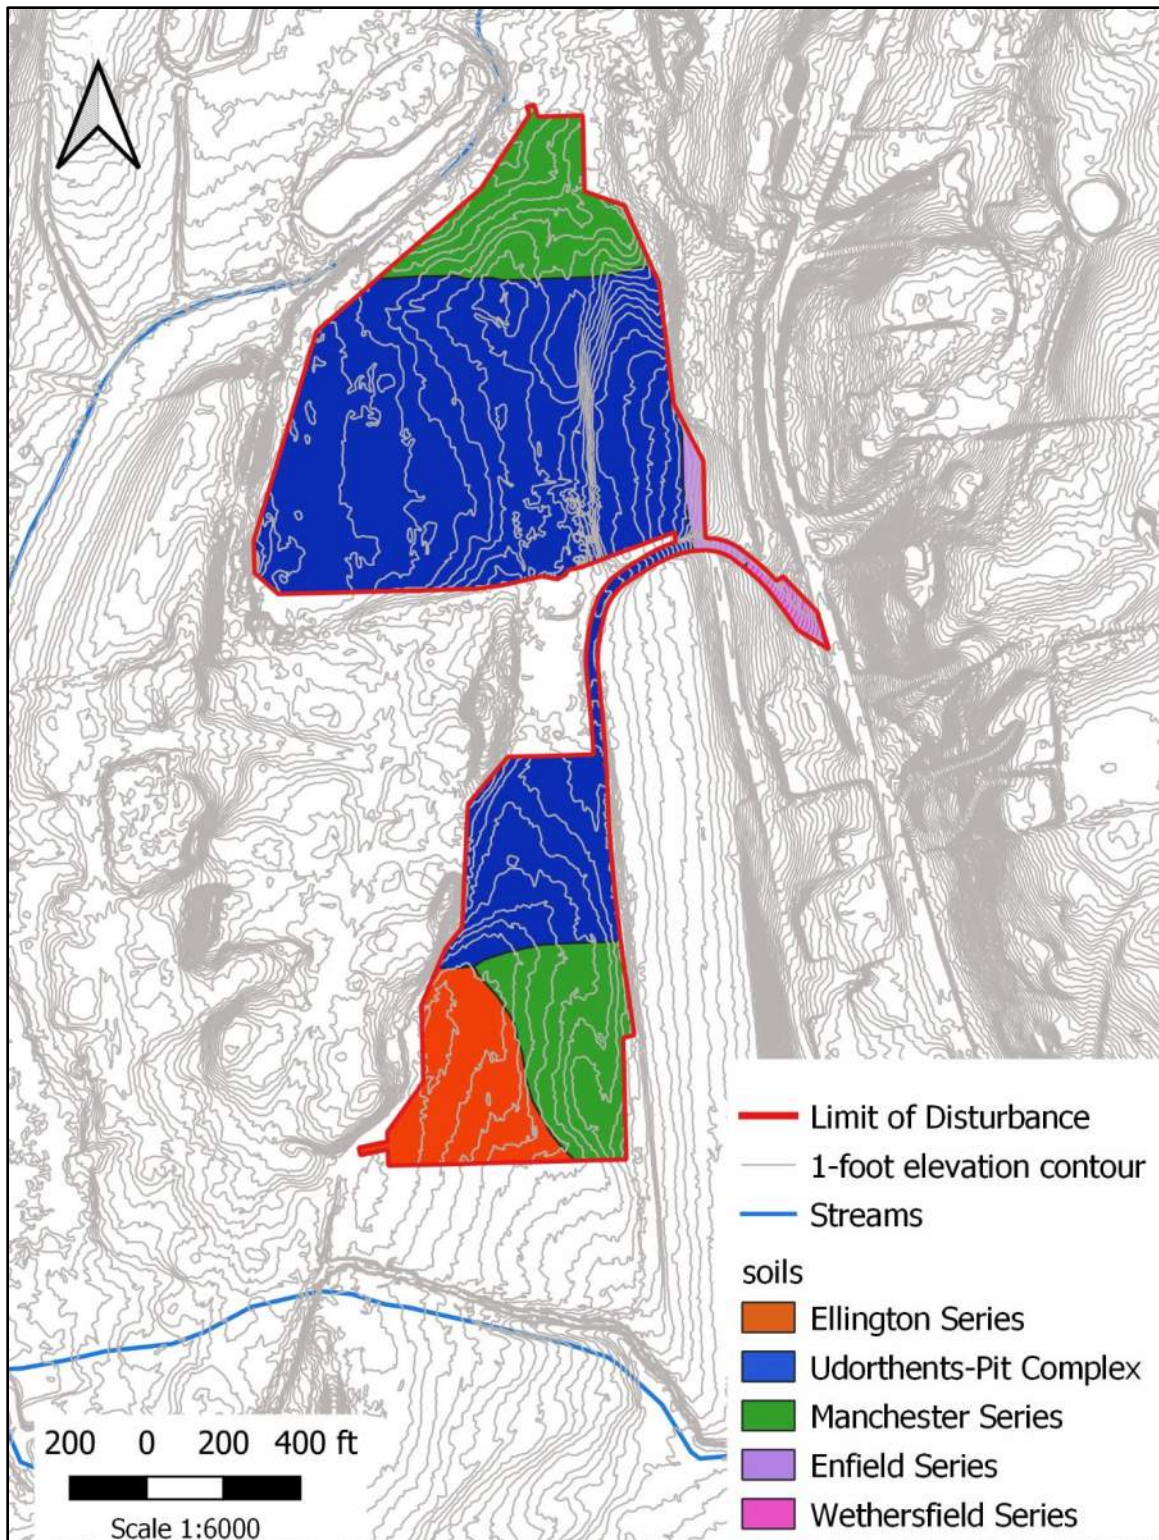 Limit of Disturbance
1-foot elevation contour
Streams
soils
Ellington Series
Udorthents-Pit Complex
Manchester Series
Enfield Series
Wethersfield Series
200 0 200 400 ft
Scale 1:6000